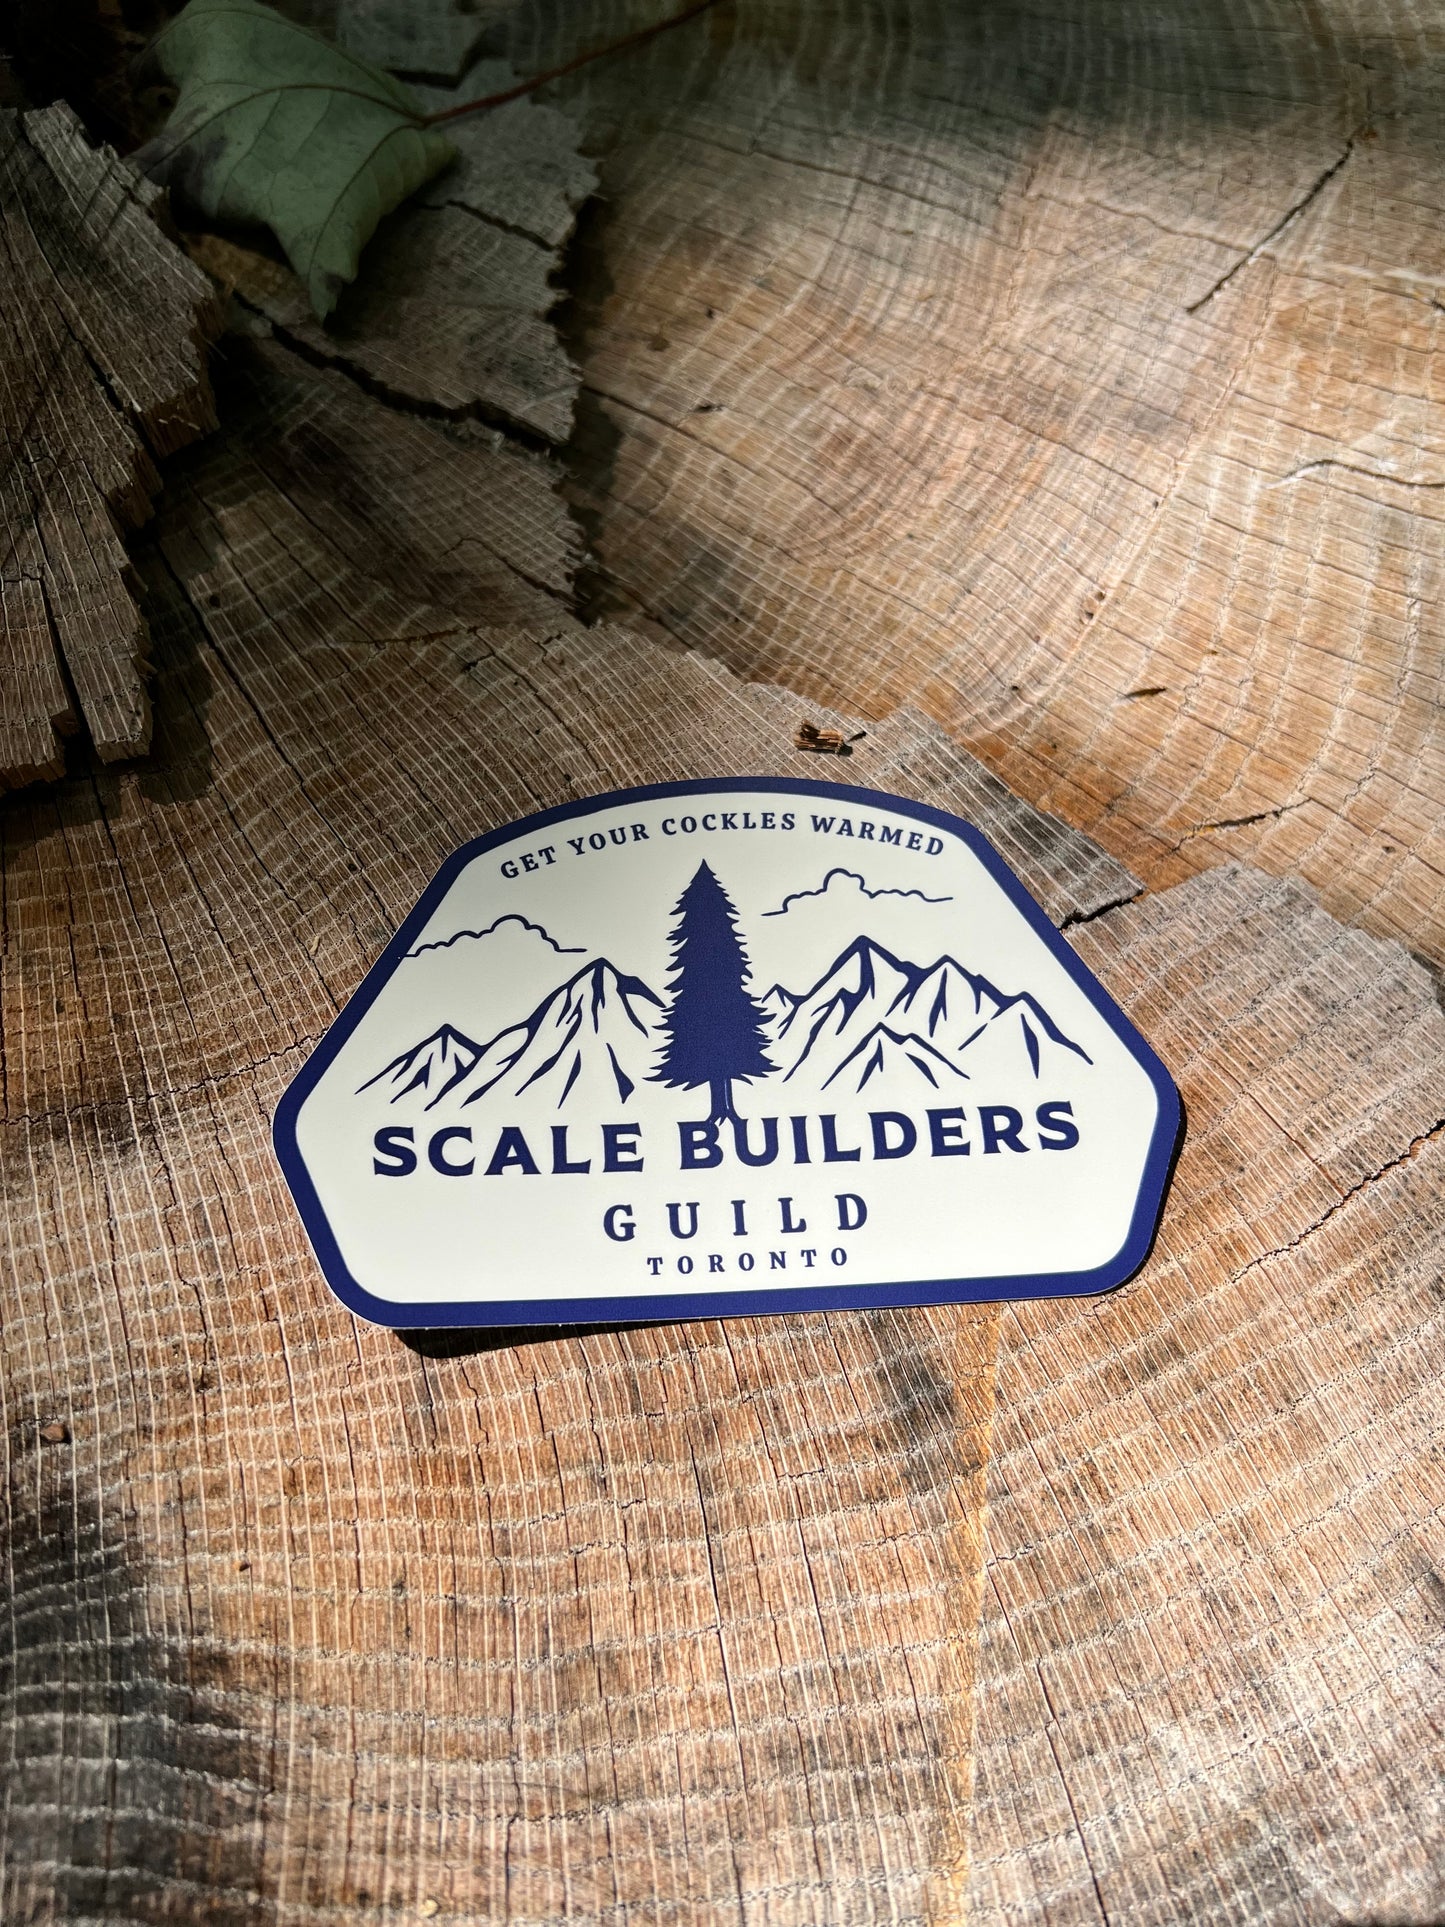 GET YOUR COCKLES WARMED
SCALE BUILDERS
GUILD
TORONTO